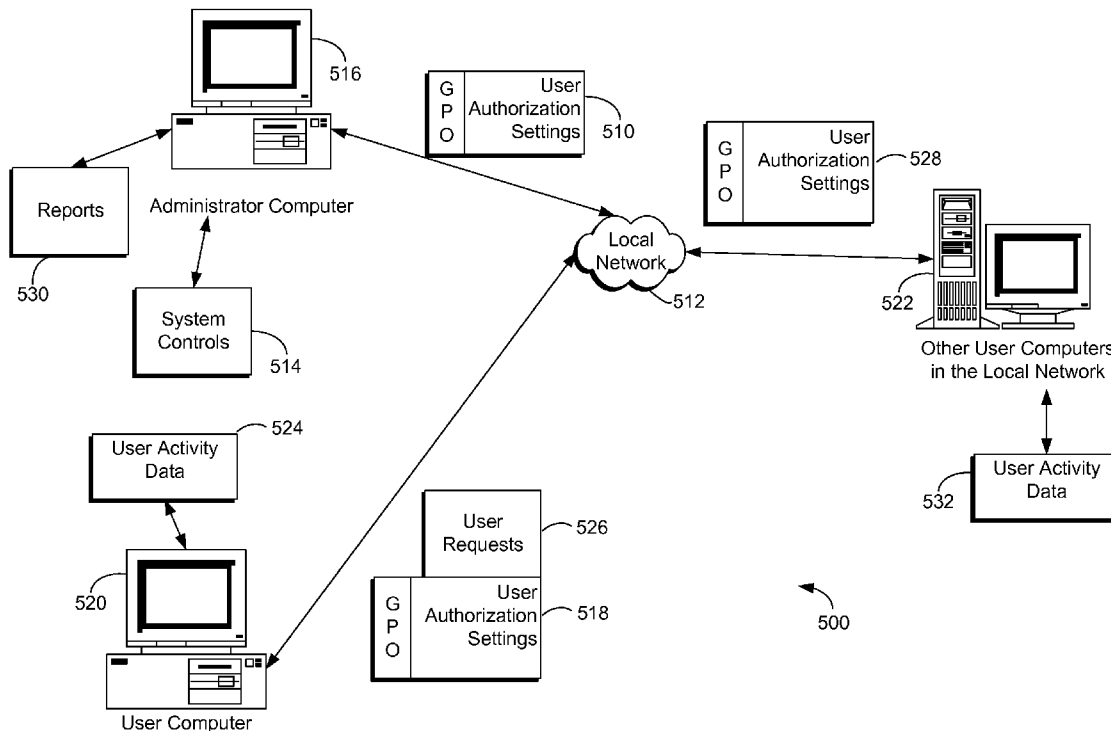 516
G
P
O
User
Authorization
Settings
510
G
P
O
User
Authorization
Settings
528
Reports
530
Administrator Computer
Local
Network
512
522
System
Controls
514
Other User Computers
in the Local Network
524
User Activity
Data
User Activity
Data
532
User
Requests
526
520
G
P
O
User
Authorization
Settings
518
500
User Computer